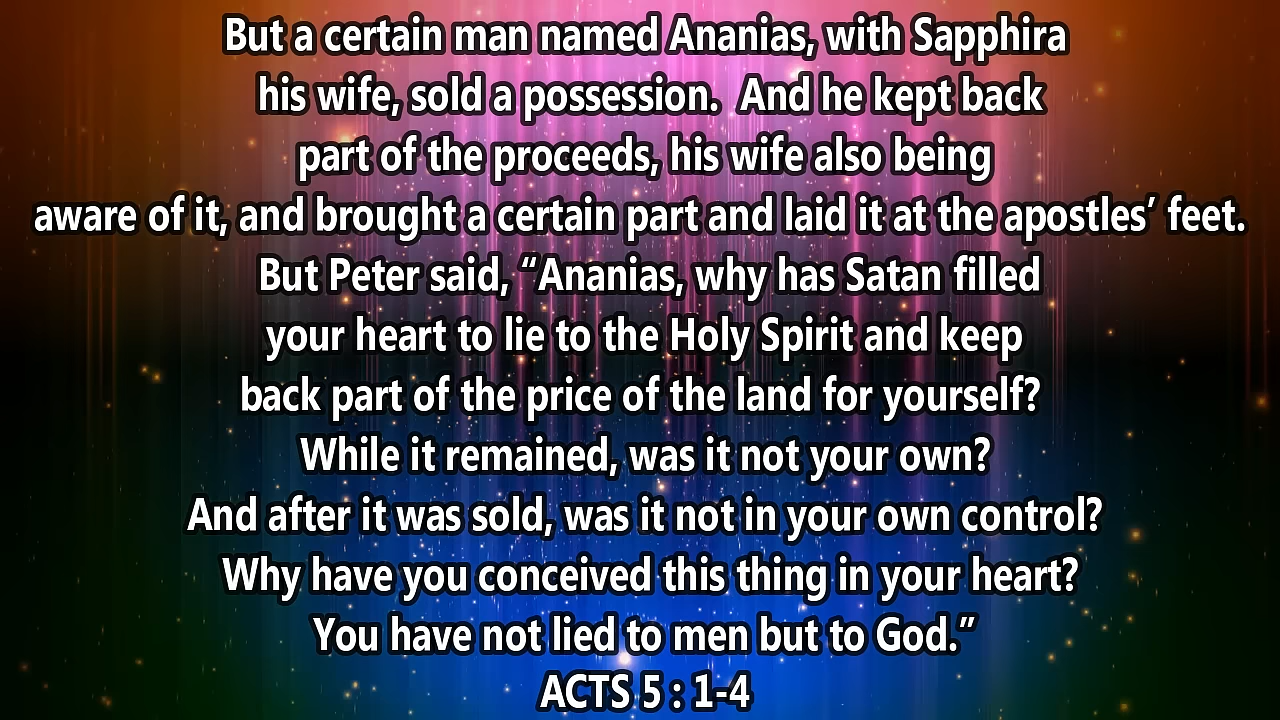 But a certain man named Ananias, with Sapphira
his wife, sold a possession.  And he kept back
part of the proceeds, his wife also being
aware of it, and brought a certain part and laid it at the apostles’ feet.
But Peter said, “Ananias, why has Satan filled
your heart to lie to the Holy Spirit and keep
back part of the price of the land for yourself?
While it remained, was it not your own?
And after it was sold, was it not in your own control?
Why have you conceived this thing in your heart?
You have not lied to men but to God.”
ACTS 5 : 1-4